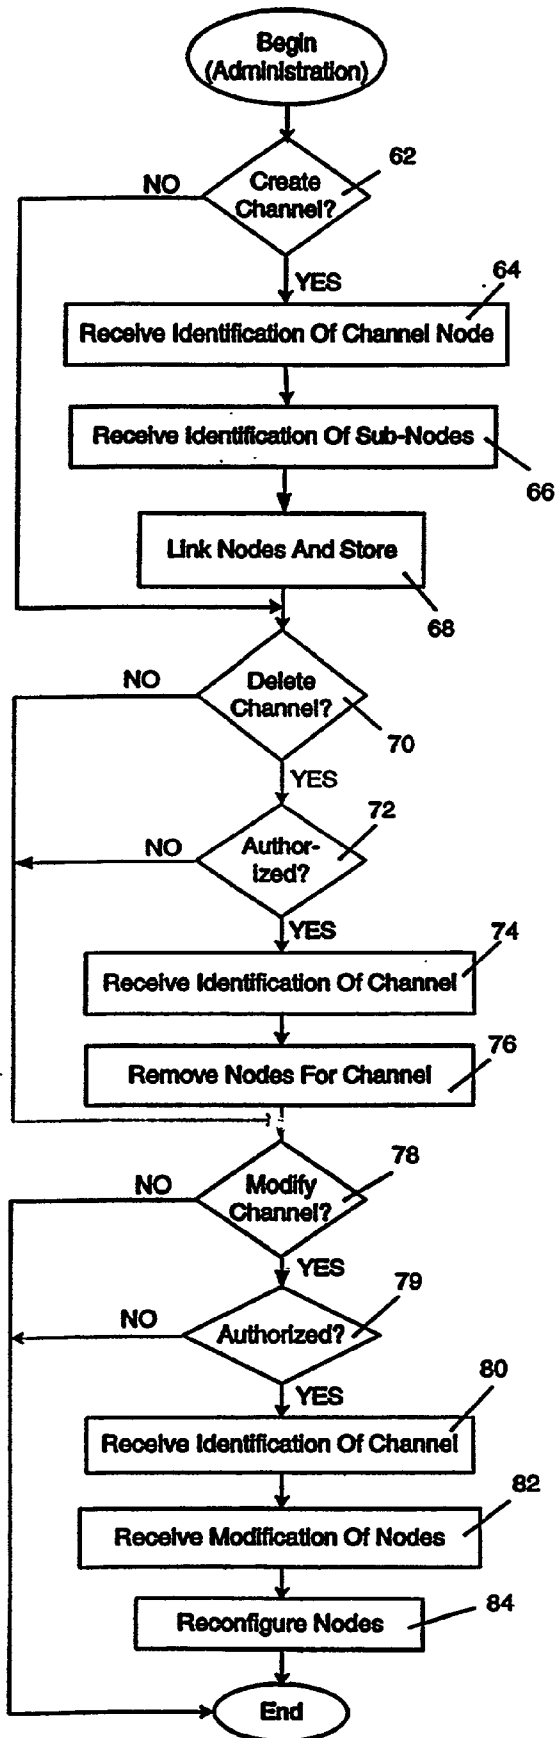 Begin
(Administration)
62
NO
Create
Channel?
YES
64
Receive Identification Of Channel Node
Receive Identification Of Sub-Nodes
66
Link Nodes And Store
68
NO
Delete
Channel?
70
YES
72
NO
Author-
ized?
YES
74
Receive Identification Of Channel
76
Remove Nodes For Channel
78
NO
Modify
Channel?
YES
79
NO
Authorized?
YES
80
Receive Identification Of Channel
82
Receive Modification Of Nodes
84
Reconfigure Nodes
End